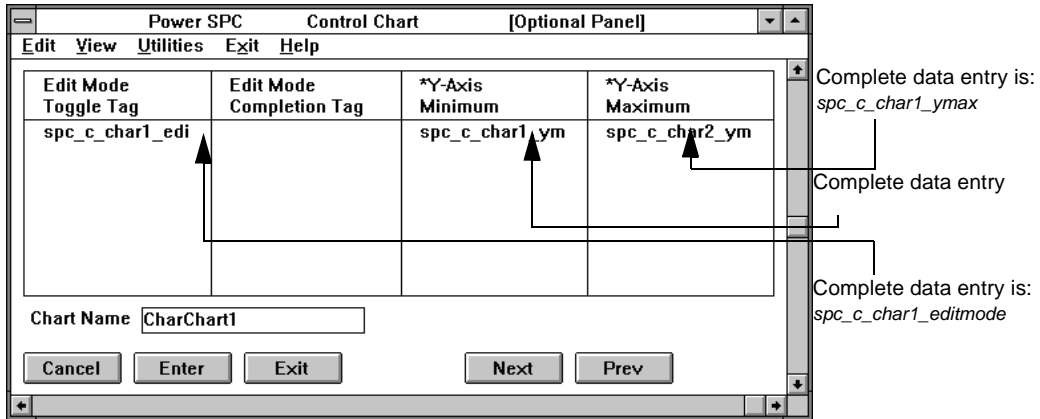 Power SPC Control Chart [Optional Panel]
Edit View Utilities Exit Help
Edit Mode Toggle Tag
Edit Mode Completion Tag
*Y-Axis Minimum
*Y-Axis Maximum
spc_c_char1_edi
spc_c_char1_ym
spc_c_char2_ym
Chart Name CharChart1
Cancel Enter Exit Next Prev
Complete data entry is:
spc_c_char1_ymax
Complete data entry
Complete data entry is:
spc_c_char1_editmode